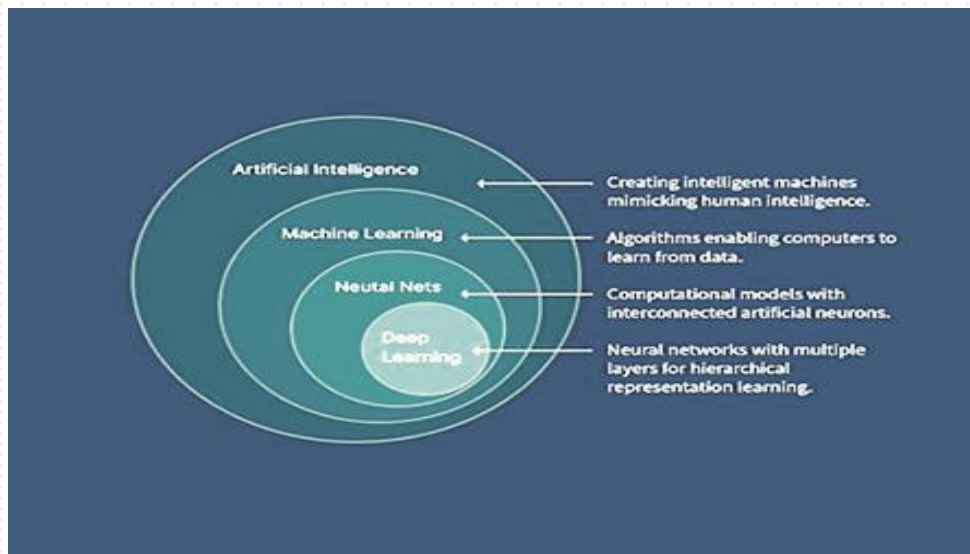 Artificial Intelligence
Creating intelligent machines
mimicking human intelligence.
Machine Learning
Algorithms enabling computers to
learn from data.
Neutal Nets
Computational models with
interconnected artificial neurons.
Deep
Learning
Neural networks with multiple
layers for hierarchical
representation learning.